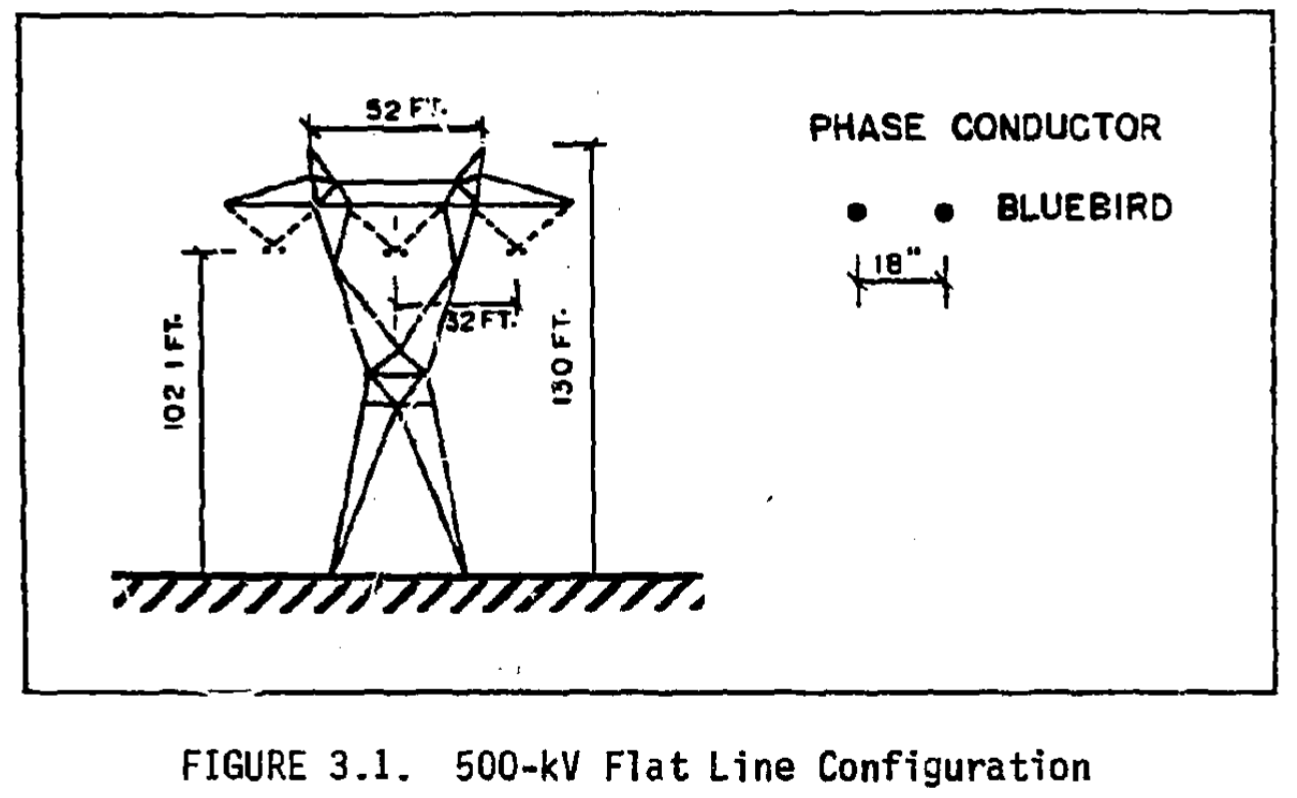 52 FT.
PHASE CONDUCTOR
BLUEBIRD
18"
32 FT.
102 1 FT.
130 FT.
FIGURE 3.1. 500-kV Flat Line Configuration